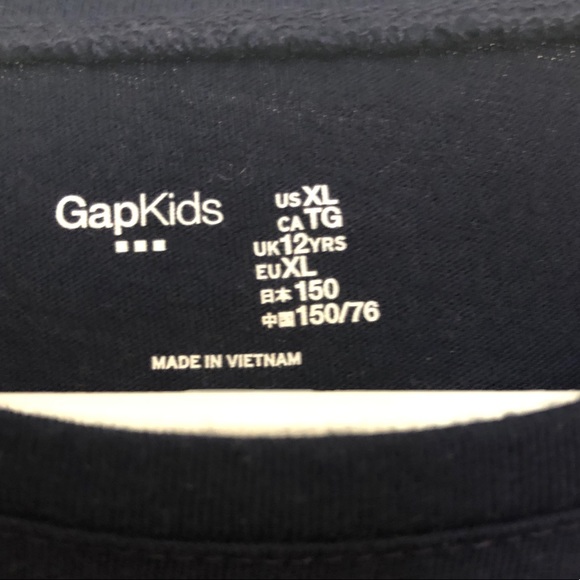 GapKids
US XL
CA TG
UK 12YRS
EU XL
日本 150
中国 150/76
MADE IN VIETNAM